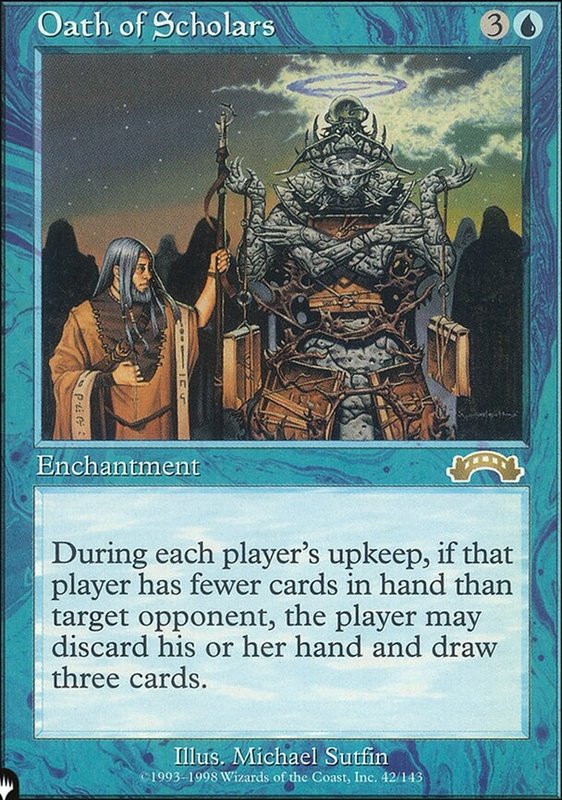 Oath of Scholars 3
Enchantment
During each player's upkeep, if that
player has fewer cards in hand than
target opponent, the player may
discard his or her hand and draw
three cards.
Illus. Michael Sutfin
©1993-1998 Wizards of the Coast, Inc. 42/143